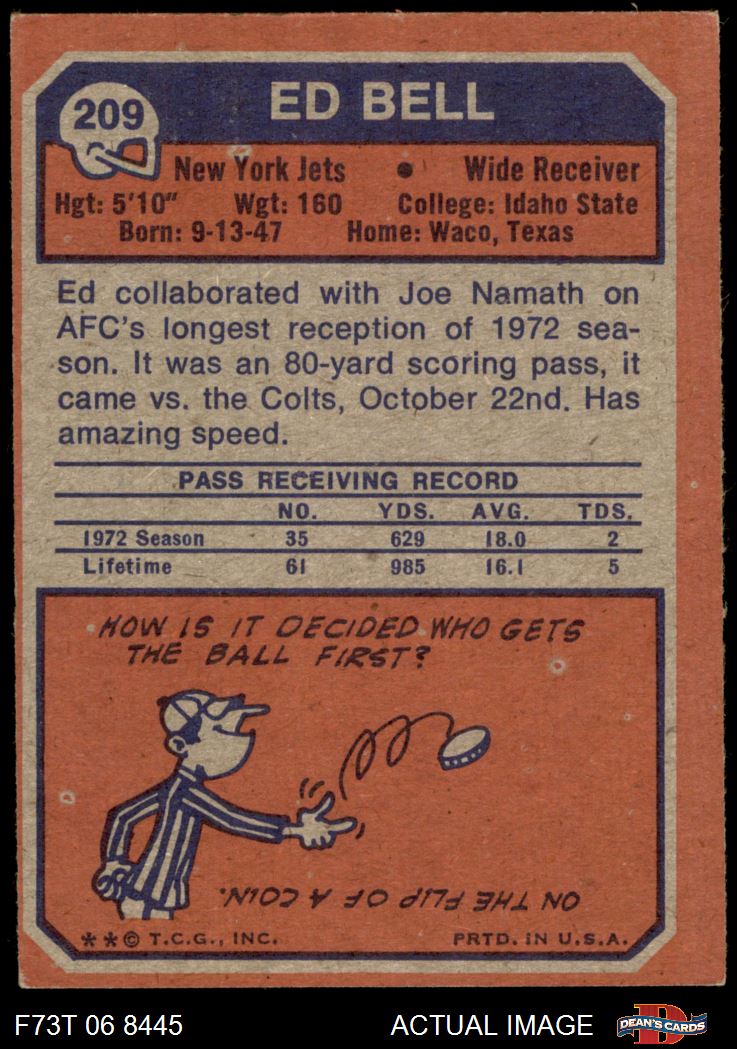 209
ED BELL
New York Jets • Wide Receiver
Hgt: 5'10" Wgt: 160 College: Idaho State
Born: 9-13-47 Home: Waco, Texas
Ed collaborated with Joe Namath on
AFC's longest reception of 1972 sea-
son. It was an 80-yard scoring pass, it
came vs. the Colts, October 22nd. Has
amazing speed.
PASS RECEIVING RECORD
NO. YDS. AVG. TDS.
1972 Season 35 629 18.0 2
Lifetime 61 985 16.1 5
HOW IS IT DECIDED WHO GETS
THE BALL FIRST?
ON THE FLIP OF A COIN.
**© T.C.G., INC. PRTD. IN U.S.A.
F73T 06 8445 ACTUAL IMAGE D DEAN'S CARDS